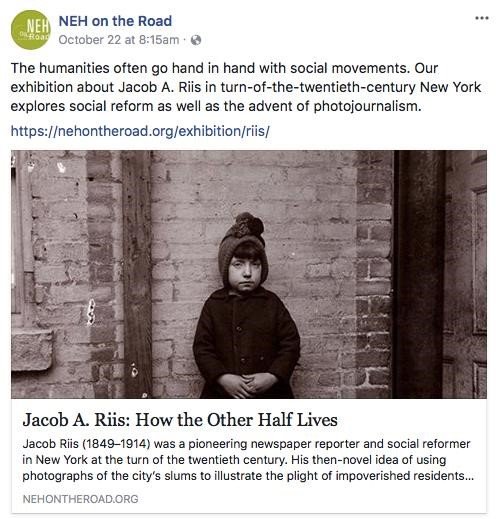 NEH
on the
Road
NEH on the Road
October 22 at 8:15am ·
The humanities often go hand in hand with social movements. Our
exhibition about Jacob A. Riis in turn-of-the-twentieth-century New York
explores social reform as well as the advent of photojournalism.
https://nehontheroad.org/exhibition/riis/
Jacob A. Riis: How the Other Half Lives
Jacob Riis (1849–1914) was a pioneering newspaper reporter and social reformer
in New York at the turn of the twentieth century. His then-novel idea of using
photographs of the city's slums to illustrate the plight of impoverished residents...
NEHONTHEROAD.ORG